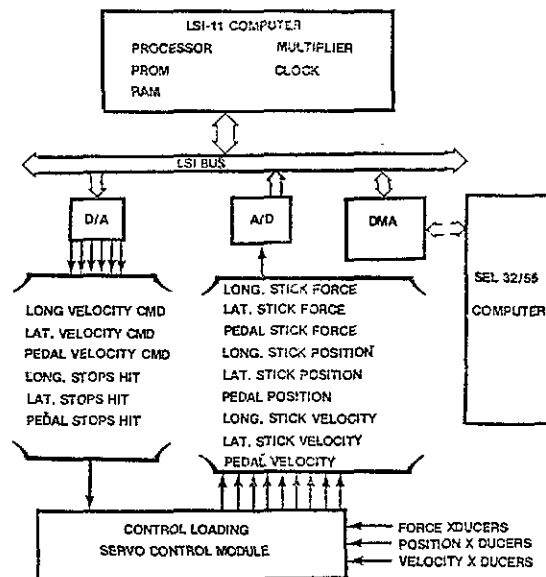 LSI-11 COMPUTER
PROCESSOR MULTIPLIER
PROM CLOCK
RAM
LSI BUS
D/A
A/D
DMA
SEL 32/55
COMPUTER
LONG VELOCITY CMD
LAT. VELOCITY CMD
PEDAL VELOCITY CMD
LONG. STOPS HIT
LAT. STOPS HIT
PEDAL STOPS HIT
LONG. STICK FORCE
LAT. STICK FORCE
PEDAL STICK FORCE
LONG. STICK POSITION
LAT. STICK POSITION
PEDAL POSITION
LONG. STICK VELOCITY
LAT. STICK VELOCITY
PEDAL VELOCITY
CONTROL LOADING
SERVO CONTROL MODULE
FORCE XDUCERS
POSITION X DUCERS
VELOCITY X DUCERS